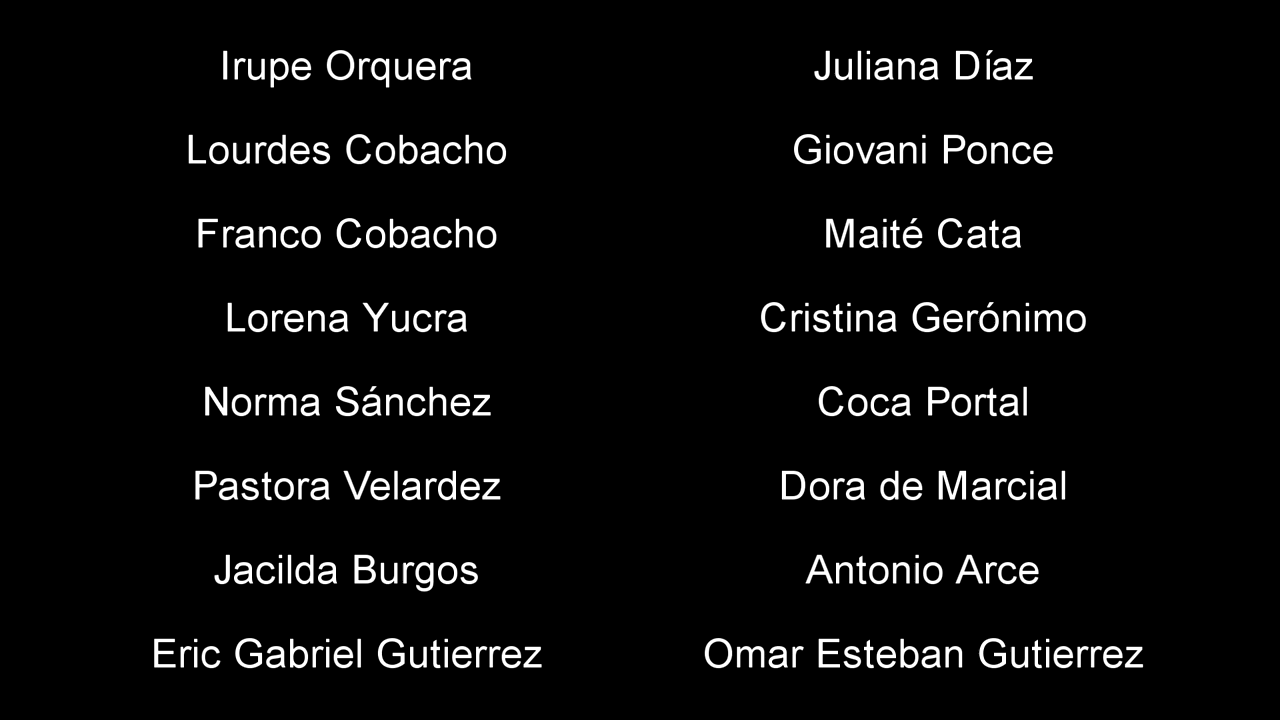 Irupe Orquera
Juliana Díaz
Lourdes Cobacho
Giovani Ponce
Franco Cobacho
Maité Cata
Lorena Yucra
Cristina Gerónimo
Norma Sánchez
Coca Portal
Pastora Velardez
Dora de Marcial
Jacilda Burgos
Antonio Arce
Eric Gabriel Gutierrez
Omar Esteban Gutierrez